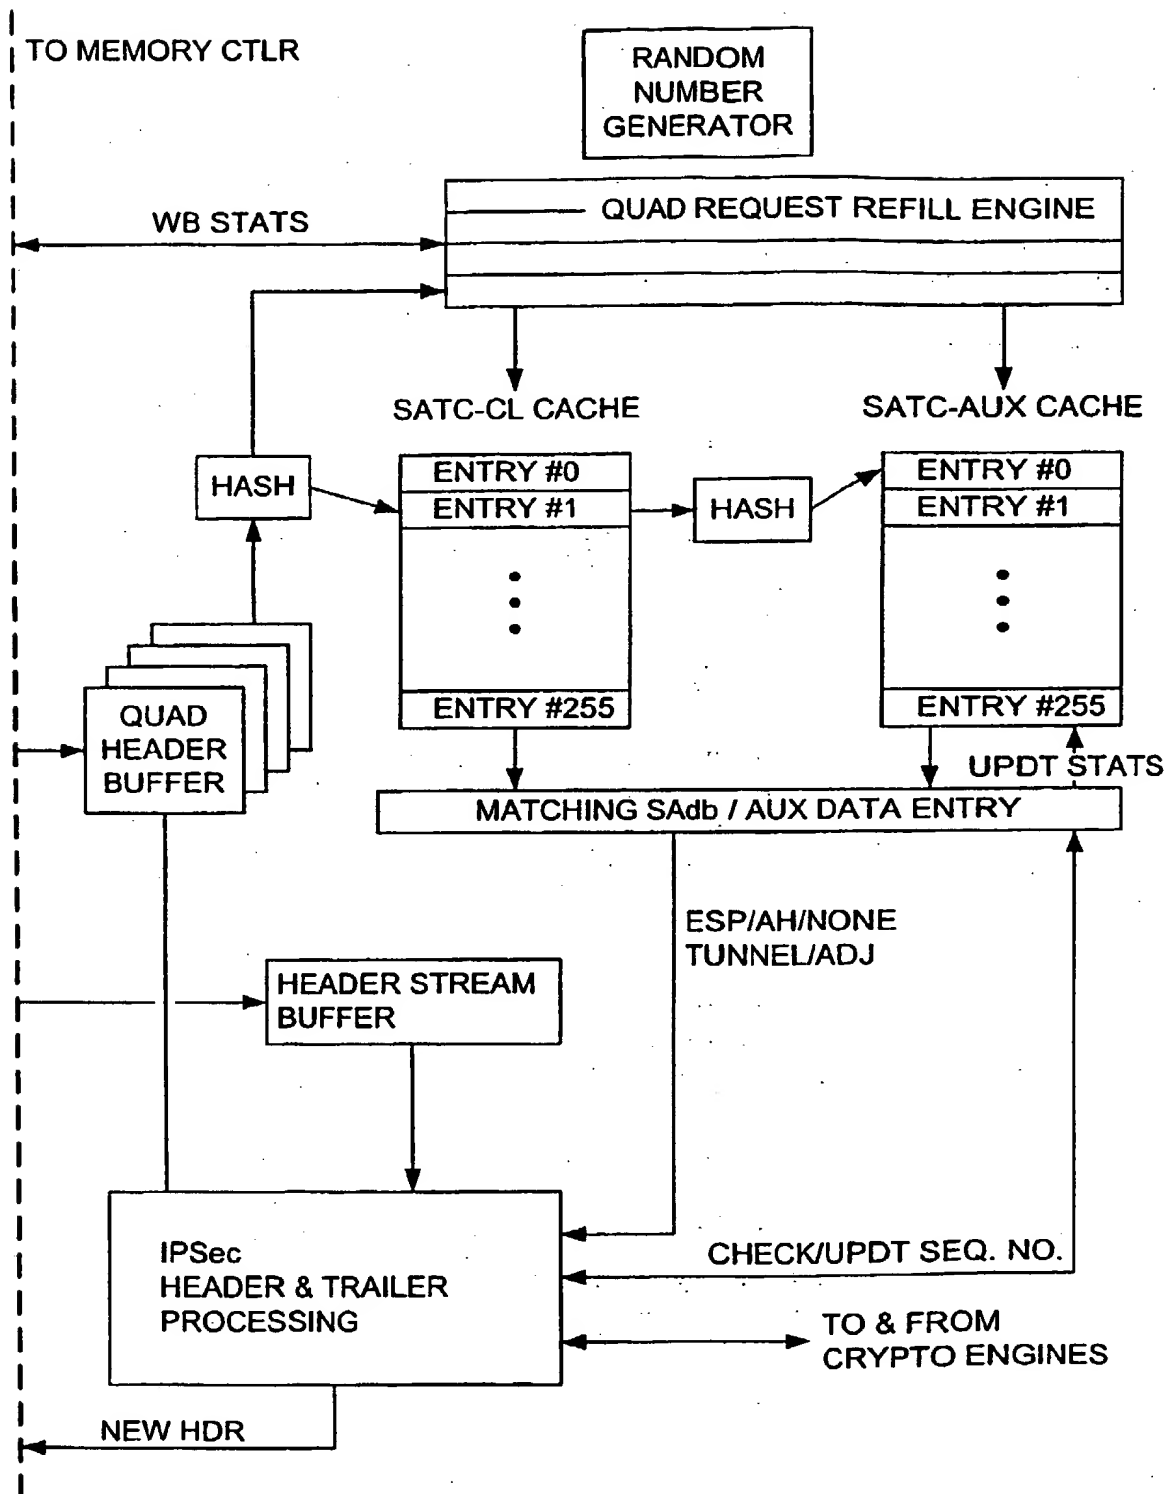 TO MEMORY CTLR
RANDOM
NUMBER
GENERATOR
WB STATS
QUAD REQUEST REFILL ENGINE
SATC-CL CACHE
SATC-AUX CACHE
HASH
ENTRY #0
ENTRY #1
ENTRY #255
HASH
ENTRY #0
ENTRY #1
ENTRY #255
QUAD
HEADER
BUFFER
UPDT STATS
MATCHING SAdb / AUX DATA ENTRY
ESP/AH/NONE
TUNNEL/ADJ
HEADER STREAM
BUFFER
IPSec
HEADER & TRAILER
PROCESSING
CHECK/UPDT SEQ. NO.
TO & FROM
CRYPTO ENGINES
NEW HDR